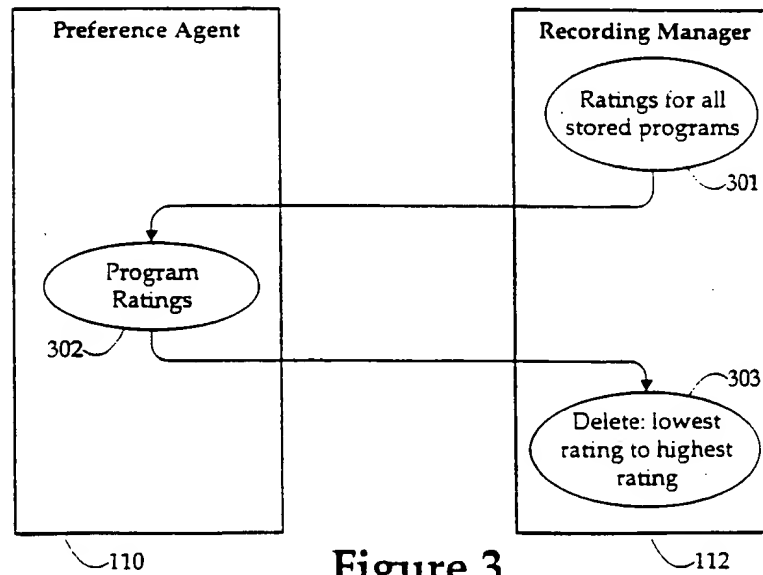 Preference Agent
Recording Manager
Ratings for all
stored programs
301
Program
Ratings
302
303
Delete: lowest
rating to highest
rating
110
Figure 3
112